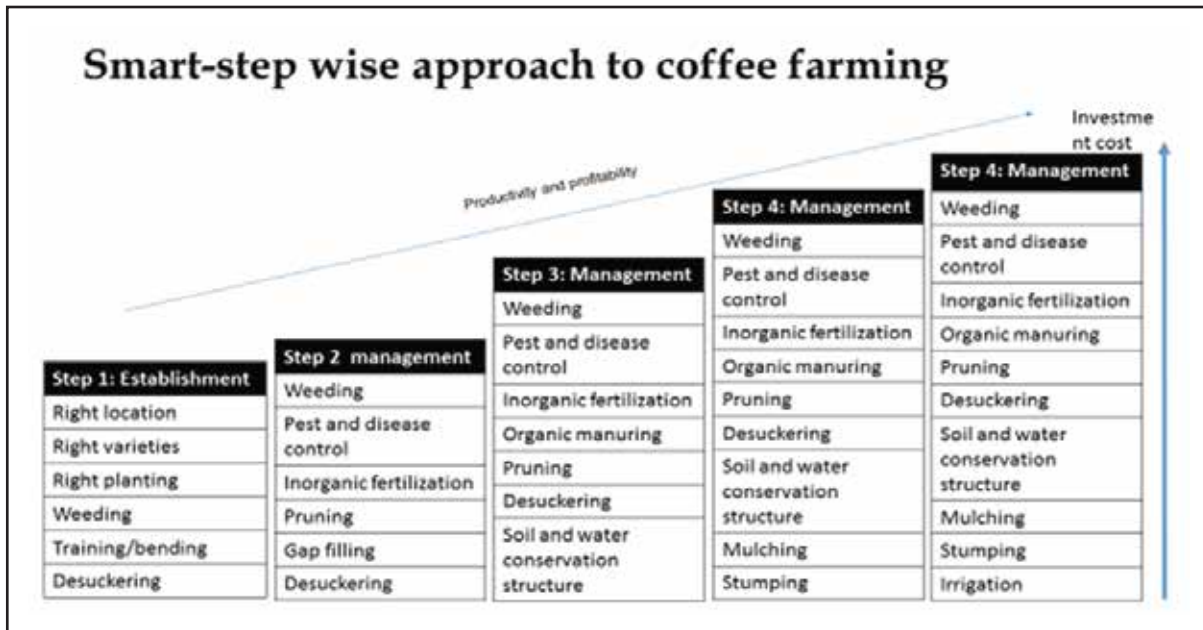 Smart-step wise approach to coffee farming
Productivity and profitability
Investme
nt cost
Step 1: Establishment
Right location
Right varieties
Right planting
Weeding
Training/bending
Desuckering
Step 2 management
Weeding
Pest and disease
control
Inorganic fertilization
Pruning
Gap filling
Desuckering
Step 3: Management
Weeding
Pest and disease
control
Inorganic fertilization
Organic manuring
Pruning
Desuckering
Soil and water
conservation
structure
Step 4: Management
Weeding
Pest and disease
control
Inorganic fertilization
Organic manuring
Pruning
Desuckering
Soil and water
conservation
structure
Mulching
Stumping
Step 4: Management
Weeding
Pest and disease
control
Inorganic fertilization
Organic manuring
Pruning
Desuckering
Soil and water
conservation
structure
Mulching
Stumping
Irrigation